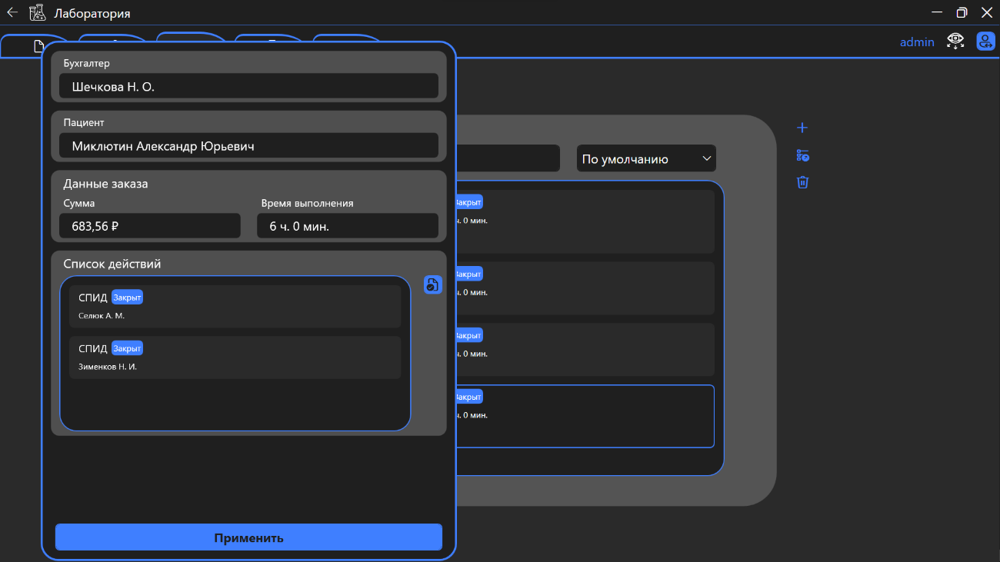 Лаборатория
admin
Бухгалтер
Шечкова Н. О.
Пациент
Миклютин Александр Юрьевич
Данные заказа
Сумма
Время выполнения
683,56 ₽
6 ч. 0 мин.
Список действий
СПИД Закрыт
Селюк А. М.
СПИД Закрыт
Зименков Н. И.
Применить
По умолчанию
Закрыт
ч. 0 мин.
Закрыт
ч. 0 мин.
Закрыт
ч. 0 мин.
Закрыт
ч. 0 мин.